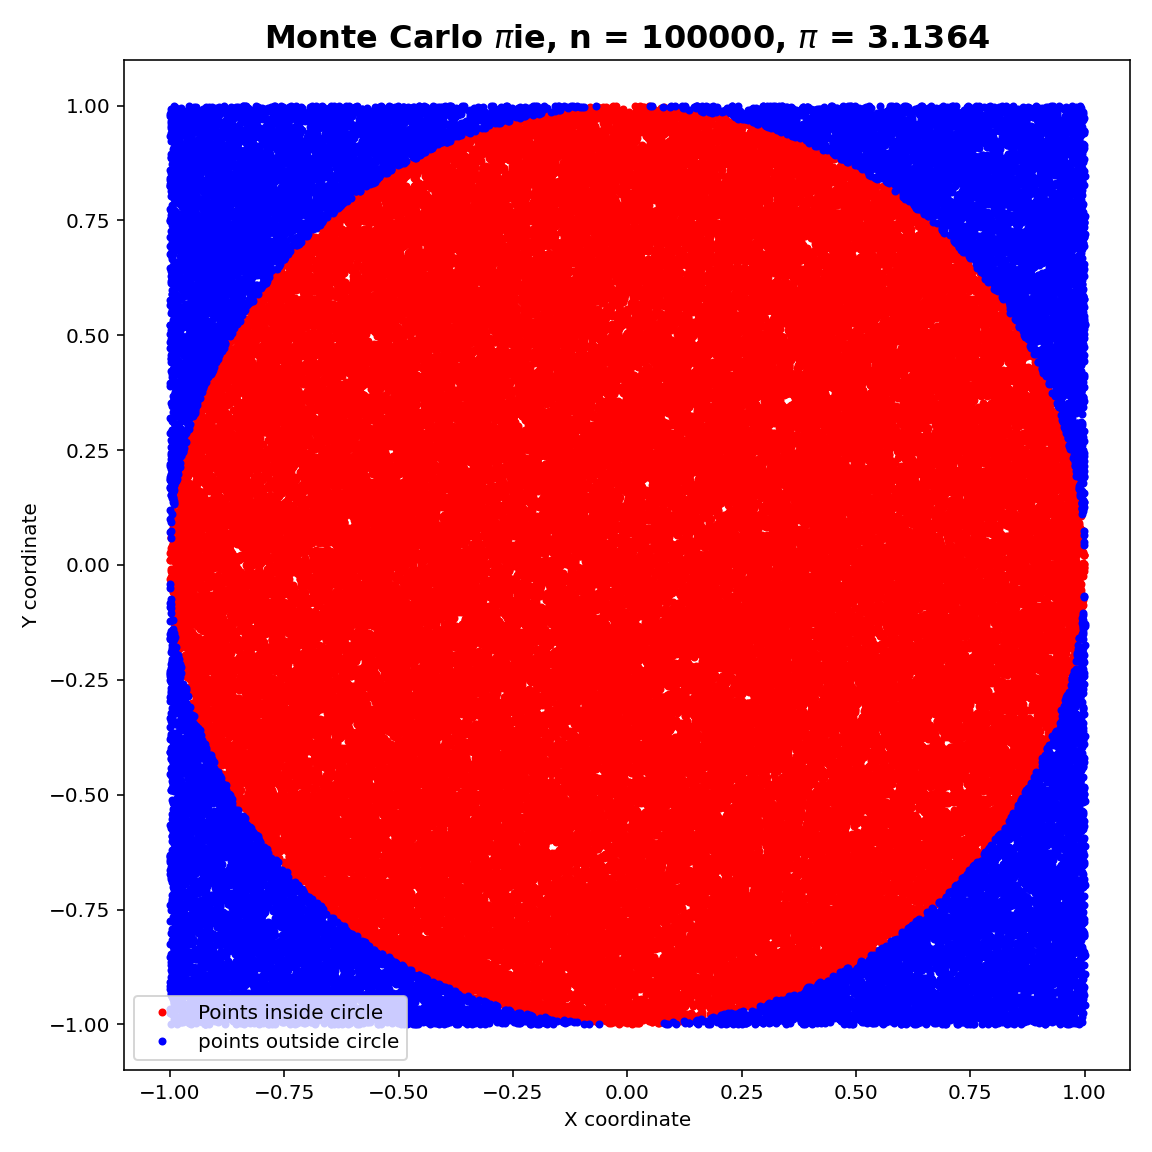 Monte Carlo πie, n = 100000, π = 3.1364
1.00
0.75
0.50
0.25
0.00
−0.25
−0.50
−0.75
−1.00
Y coordinate
Points inside circle
points outside circle
−1.00 −0.75 −0.50 −0.25 0.00 0.25 0.50 0.75 1.00
X coordinate